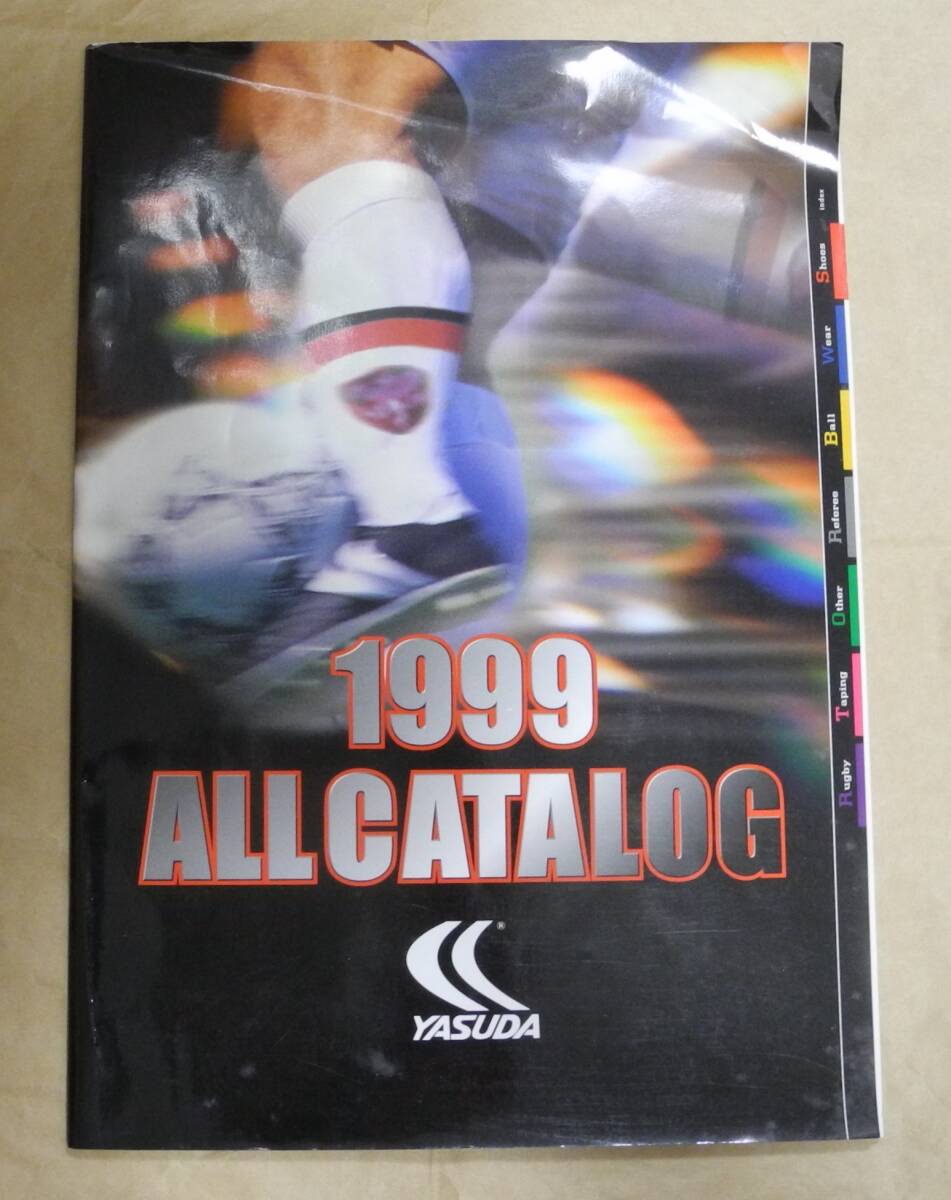 index
Shoes
Wear
Ball
Referee
Other
Taping
Rugby
1999
ALL CATALOG
®
YASUDA